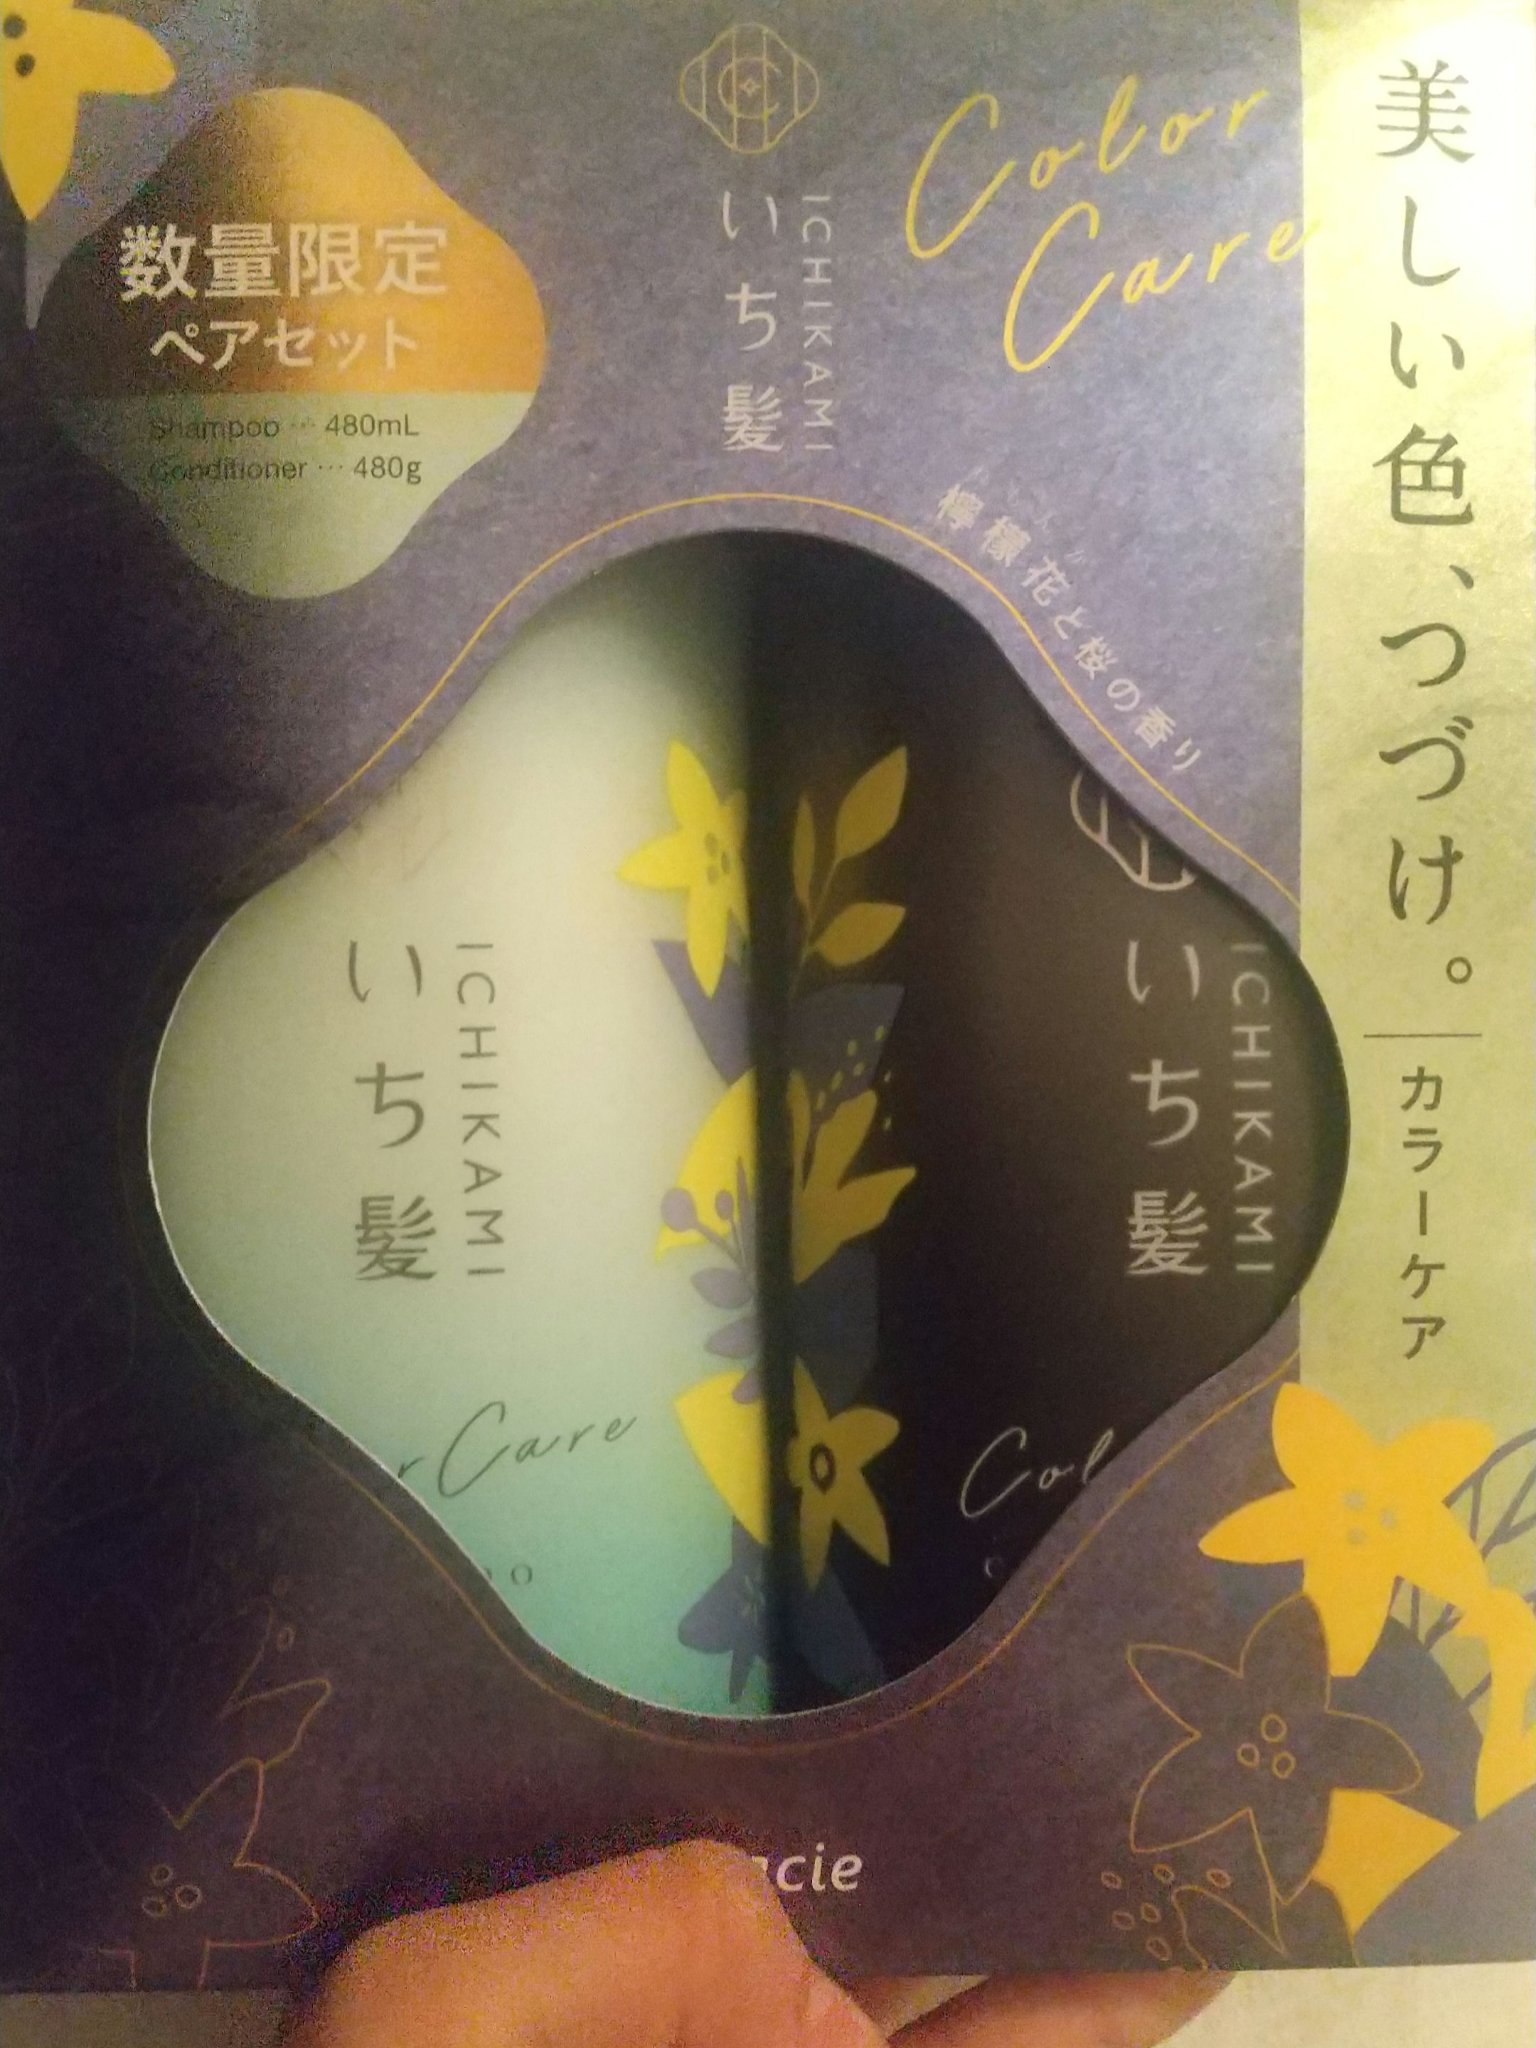 Color
Care
ICHIKAMI
いち髪
数量限定
ペアセット
Shampoo … 480mL
Conditioner … 480g
檸檬花と桜の香り
美しい色、つづけ。
カラーケア
ICHIKAMI
いち髪
r Care
oo
ICHIKAMI
いち髪
Col
c
acie